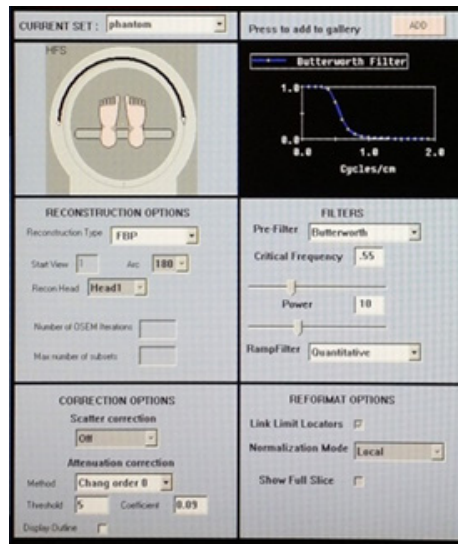 CURRENT SET : phantom
Press to add to gallery ADD
HFS
Butterworth Filter
1.0
0.0
0.0 1.0 2.0
Cycles/cm
RECONSTRUCTION OPTIONS
Reconstruction Type FBP
Start View 1 Arc 180
Recon Head Head1
Number of OSEM Iterations
Max number of subsets
FILTERS
Pre-Filter Butterworth
Critical Frequency .55
Power 10
RampFilter Quantitative
CORRECTION OPTIONS
Scatter correction
Off
Attenuation correction
Method Chang order 0
Threshold 5 Coefficient 0.09
Display Outline
REFORMAT OPTIONS
Link Limit Locators
Normalization Mode Local
Show Full Slice